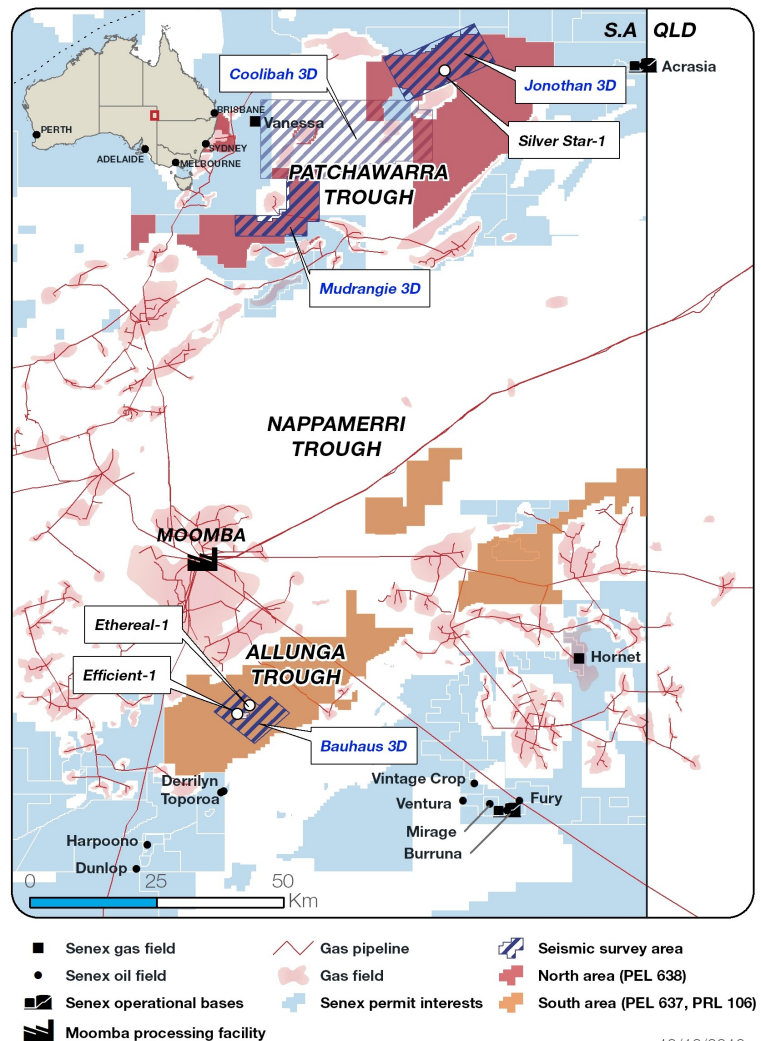 S.A QLD
Acrasia
Coolibah 3D
Jonothan 3D
BRISBANE
Vanessa
PERTH
SYDNEY
ADELAIDE
MELBOURNE
Silver Star-1
PATCHAWARRA
TROUGH
Mudrangie 3D
NAPPAMERRI
TROUGH
MOOMBA
Ethereal-1
ALLUNGA
TROUGH
Hornet
Efficient-1
Bauhaus 3D
Derrilyn
Toporoa
Vintage Crop
Ventura
Fury
Mirage
Burruna
Harpoono
Dunlop
0 25 50
Km
Senex gas field
Senex oil field
Senex operational bases
Moomba processing facility
Gas pipeline
Gas field
Senex permit interests
Seismic survey area
North area (PEL 638)
South area (PEL 637, PRL 106)